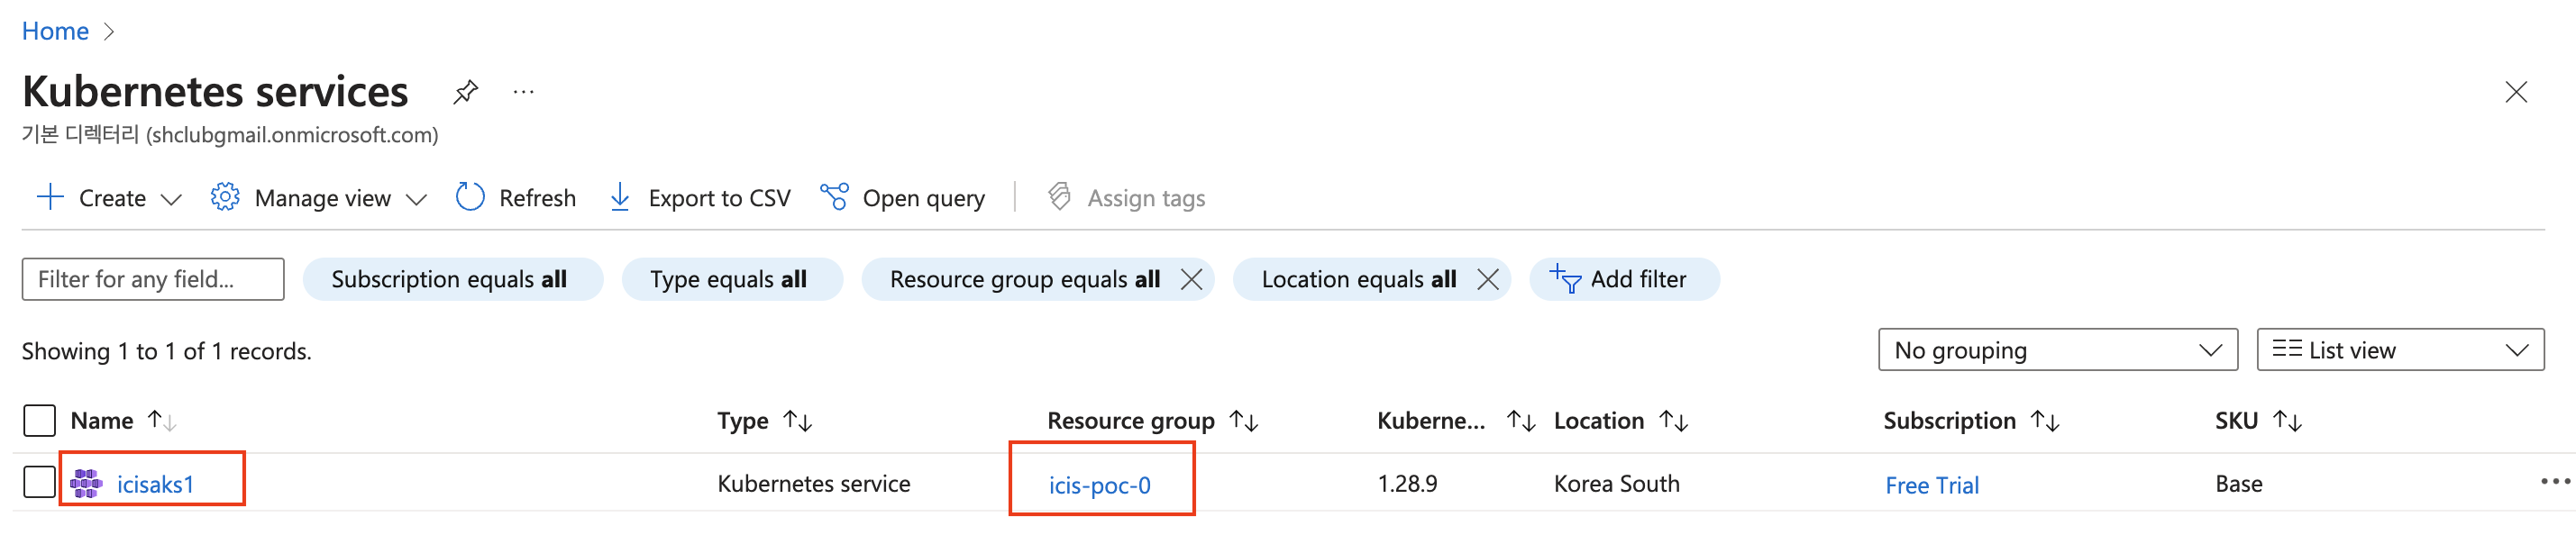 Home
Kubernetes services
기본 디렉터리 (shclubgmail.onmicrosoft.com)
Create Manage view Refresh Export to CSV Open query Assign tags
Filter for any field... Subscription equals all Type equals all Resource group equals all Location equals all Add filter
Showing 1 to 1 of 1 records. No grouping List view
Name Type Resource group Kuberne... Location Subscription SKU
icisaks1 Kubernetes service icis-poc-0 1.28.9 Korea South Free Trial Base